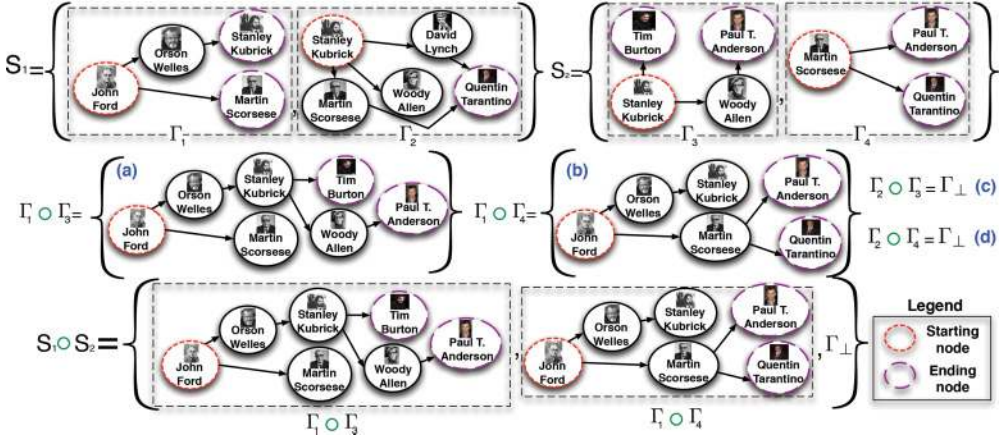 S₁=
{
John
Ford
Orson
Welles
Stanley
Kubrick
Martin
Scorsese
Γ₁
,
Stanley
Kubrick
David
Lynch
Martin
Scorsese
Woody
Allen
Quentin
Tarantino
Γ₂
}
S₂=
{
Tim
Burton
Paul T.
Anderson
Stanley
Kubrick
Woody
Allen
Γ₃
,
Martin
Scorsese
Paul T.
Anderson
Quentin
Tarantino
Γ₄
}
(a)
Γ₁ ○ Γ₃=
{
John
Ford
Orson
Welles
Stanley
Kubrick
Tim
Burton
Martin
Scorsese
Woody
Allen
Paul T.
Anderson
}
(b)
Γ₁ ○ Γ₄=
{
John
Ford
Orson
Welles
Stanley
Kubrick
Martin
Scorsese
Paul T.
Anderson
Quentin
Tarantino
}
Γ₂ ○ Γ₃ = Γ⊥ (c)
Γ₂ ○ Γ₄ = Γ⊥ (d)
S₁ ○ S₂ =
{
John
Ford
Orson
Welles
Stanley
Kubrick
Tim
Burton
Martin
Scorsese
Woody
Allen
Paul T.
Anderson
Γ₁ ○ Γ₃
,
John
Ford
Orson
Welles
Stanley
Kubrick
Martin
Scorsese
Paul T.
Anderson
Quentin
Tarantino
Γ₁ ○ Γ₄
, Γ⊥
}
Legend
Starting
node
Ending
node